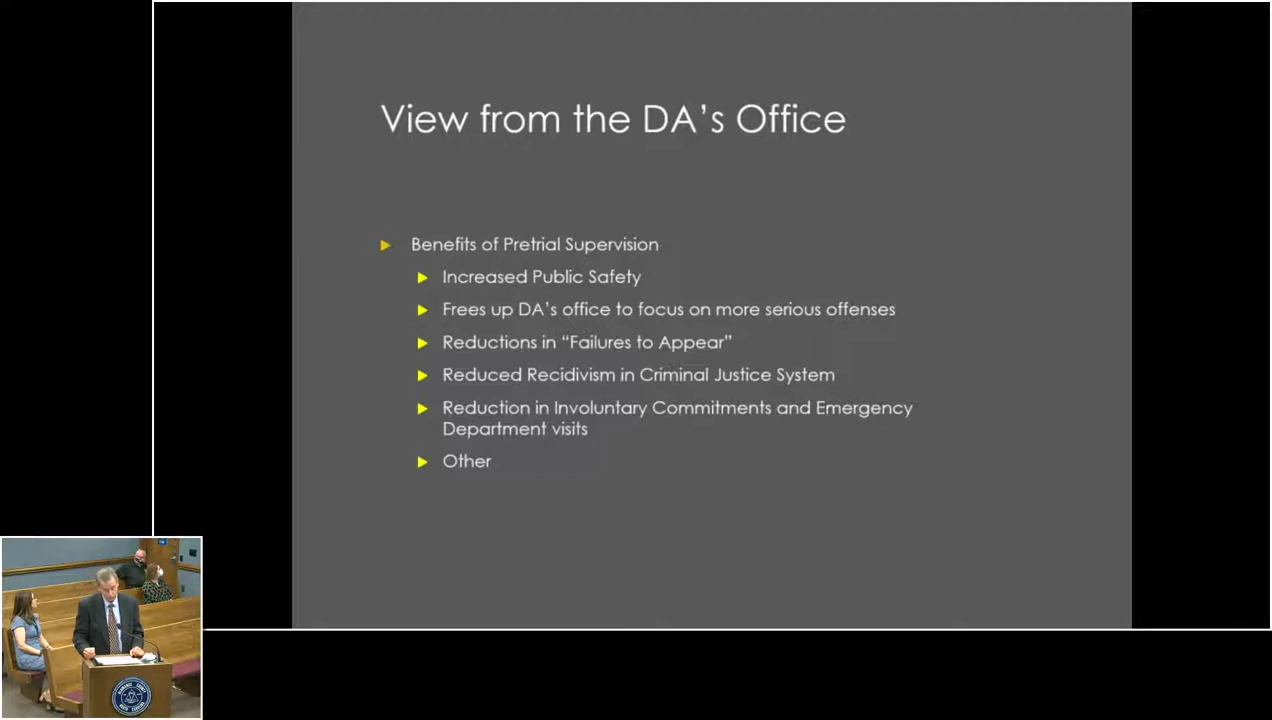 View from the DA's Office
Benefits of Pretrial Supervision
Increased Public Safety
Frees up DA's office to focus on more serious offenses
Reductions in “Failures to Appear”
Reduced Recidivism in Criminal Justice System
Reduction in Involuntary Commitments and Emergency
Department visits
Other